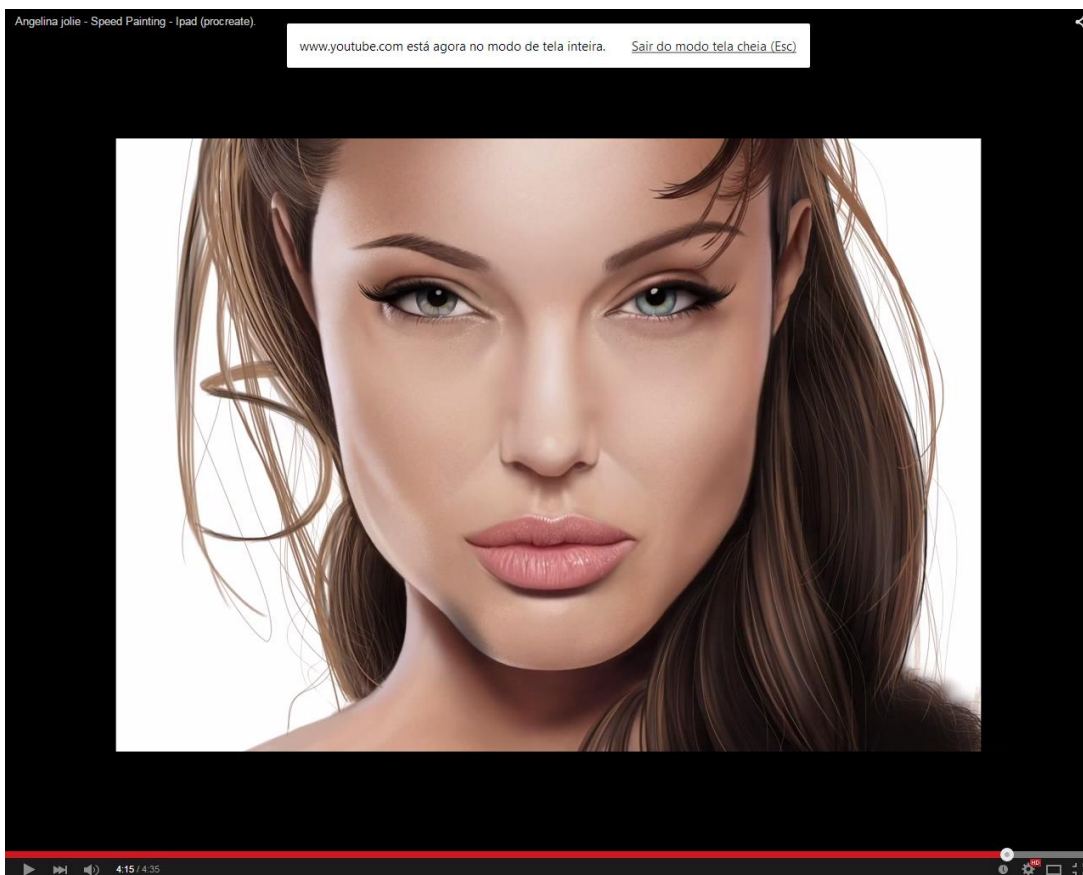 Angelina jolie - Speed Painting - Ipad (procreate).
www.youtube.com está agora no modo de tela inteira. Sair do modo tela cheia (Esc)
4:15 / 4:35
HD